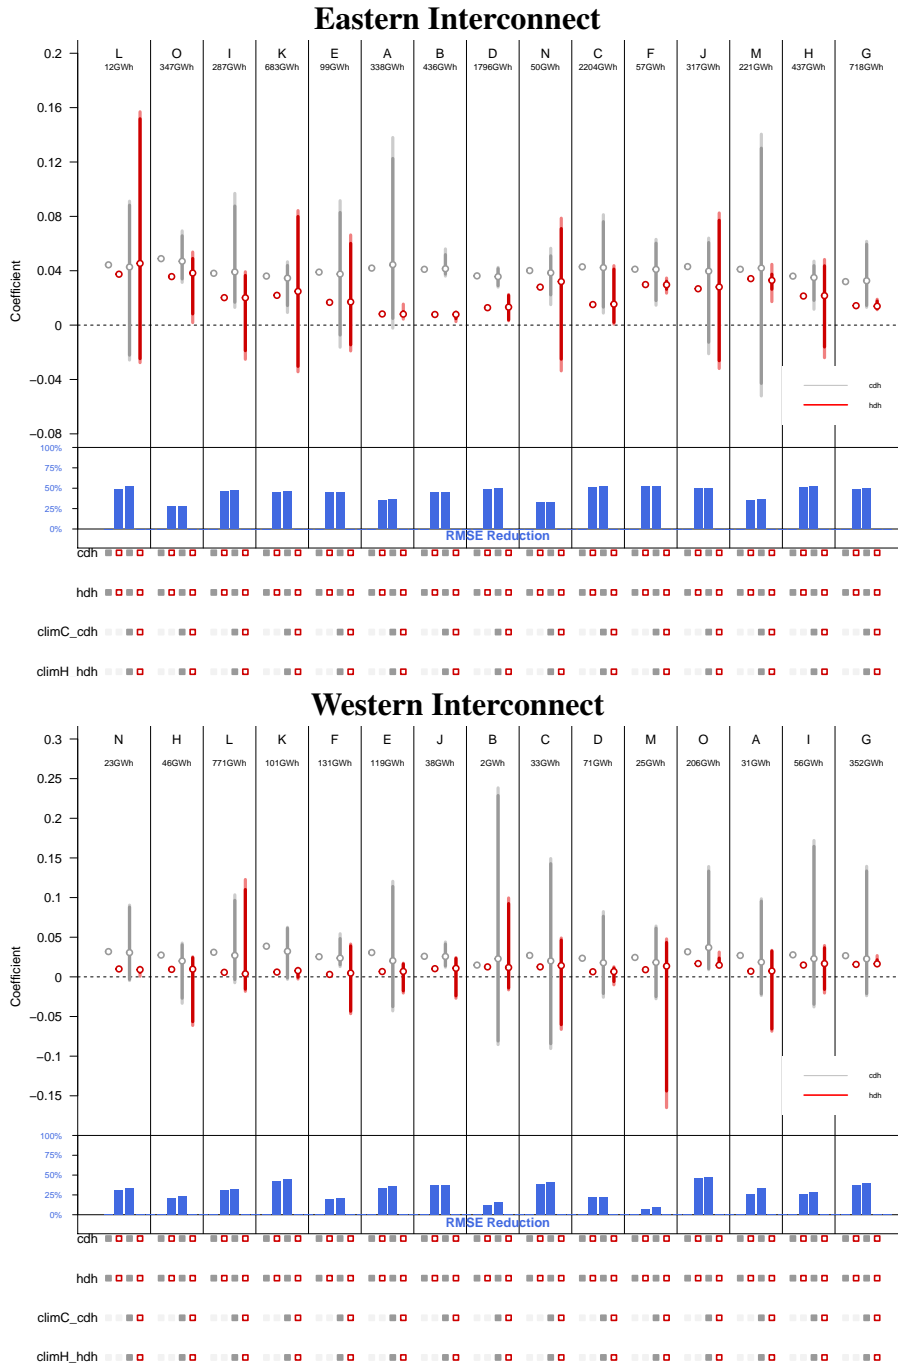 Eastern Interconnect
L O I K E A B D N C F J M H G
12GWh 347GWh 287GWh 683GWh 99GWh 338GWh 436GWh 1796GWh 50GWh 2204GWh 57GWh 317GWh 221GWh 437GWh 718GWh
0.2
0.16
0.12
0.08
0.04
0
−0.04
−0.08
Coefficient
cdh
hdh
100%
75%
50%
25%
0%
RMSE Reduction
cdh
hdh
climC_cdh
climH_hdh
Western Interconnect
N H L K F E J B C D M O A I G
23GWh 46GWh 771GWh 101GWh 131GWh 119GWh 38GWh 2GWh 33GWh 71GWh 25GWh 206GWh 31GWh 56GWh 352GWh
0.3
0.25
0.2
0.15
0.1
0.05
0
−0.05
−0.1
−0.15
Coefficient
cdh
hdh
100%
75%
50%
25%
0%
RMSE Reduction
cdh
hdh
climC_cdh
climH_hdh